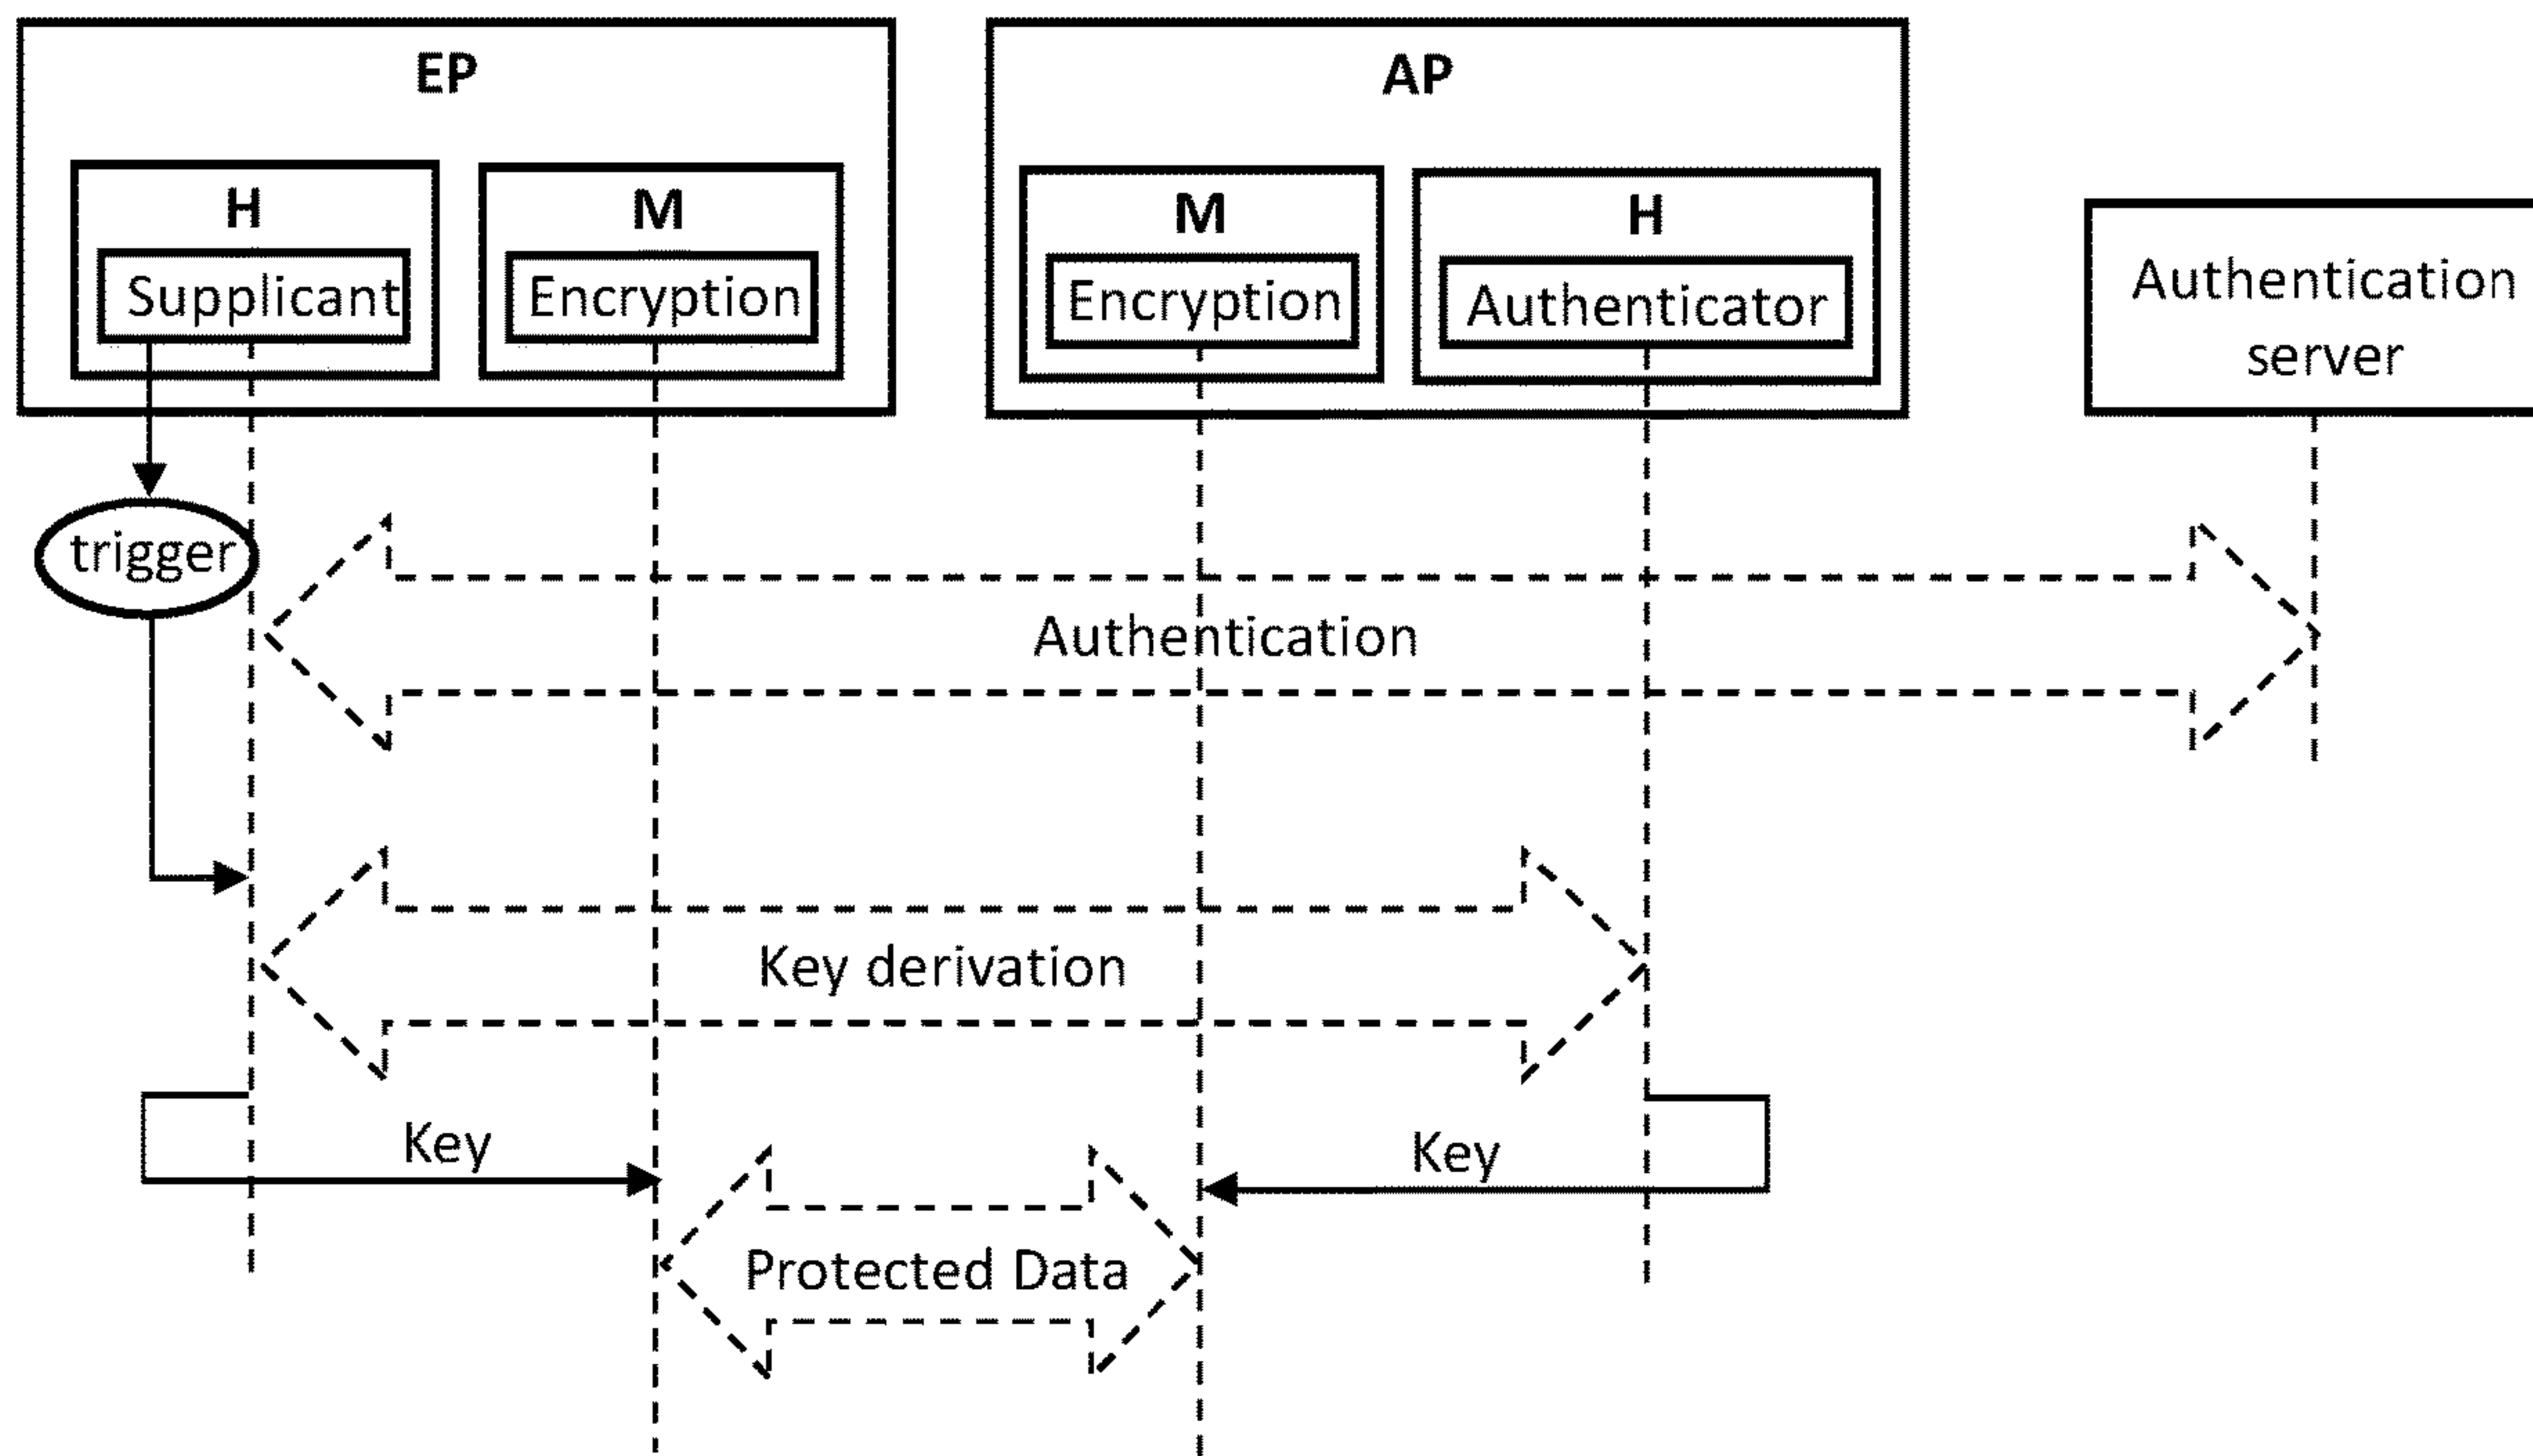 EP
AP
H
M
M
H
Supplicant
Encryption
Encryption
Authenticator
Authentication
server
trigger
Authentication
Key derivation
Key
Key
Protected Data